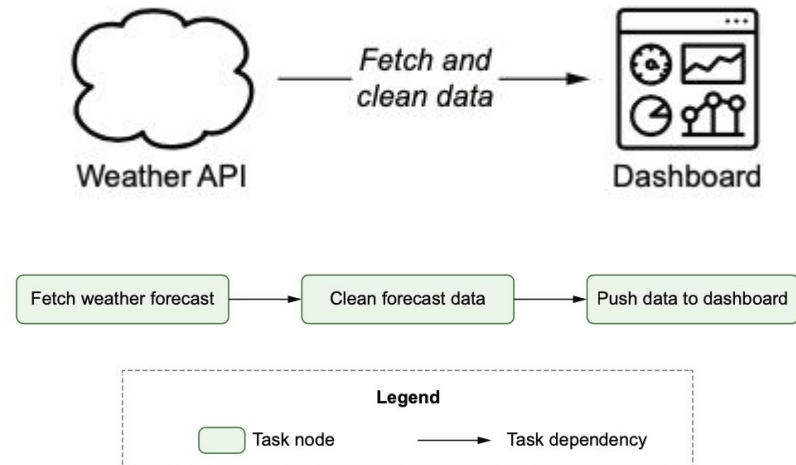 Fetch and
clean data
Weather API
Dashboard
Fetch weather forecast
Clean forecast data
Push data to dashboard
Legend
Task node
Task dependency